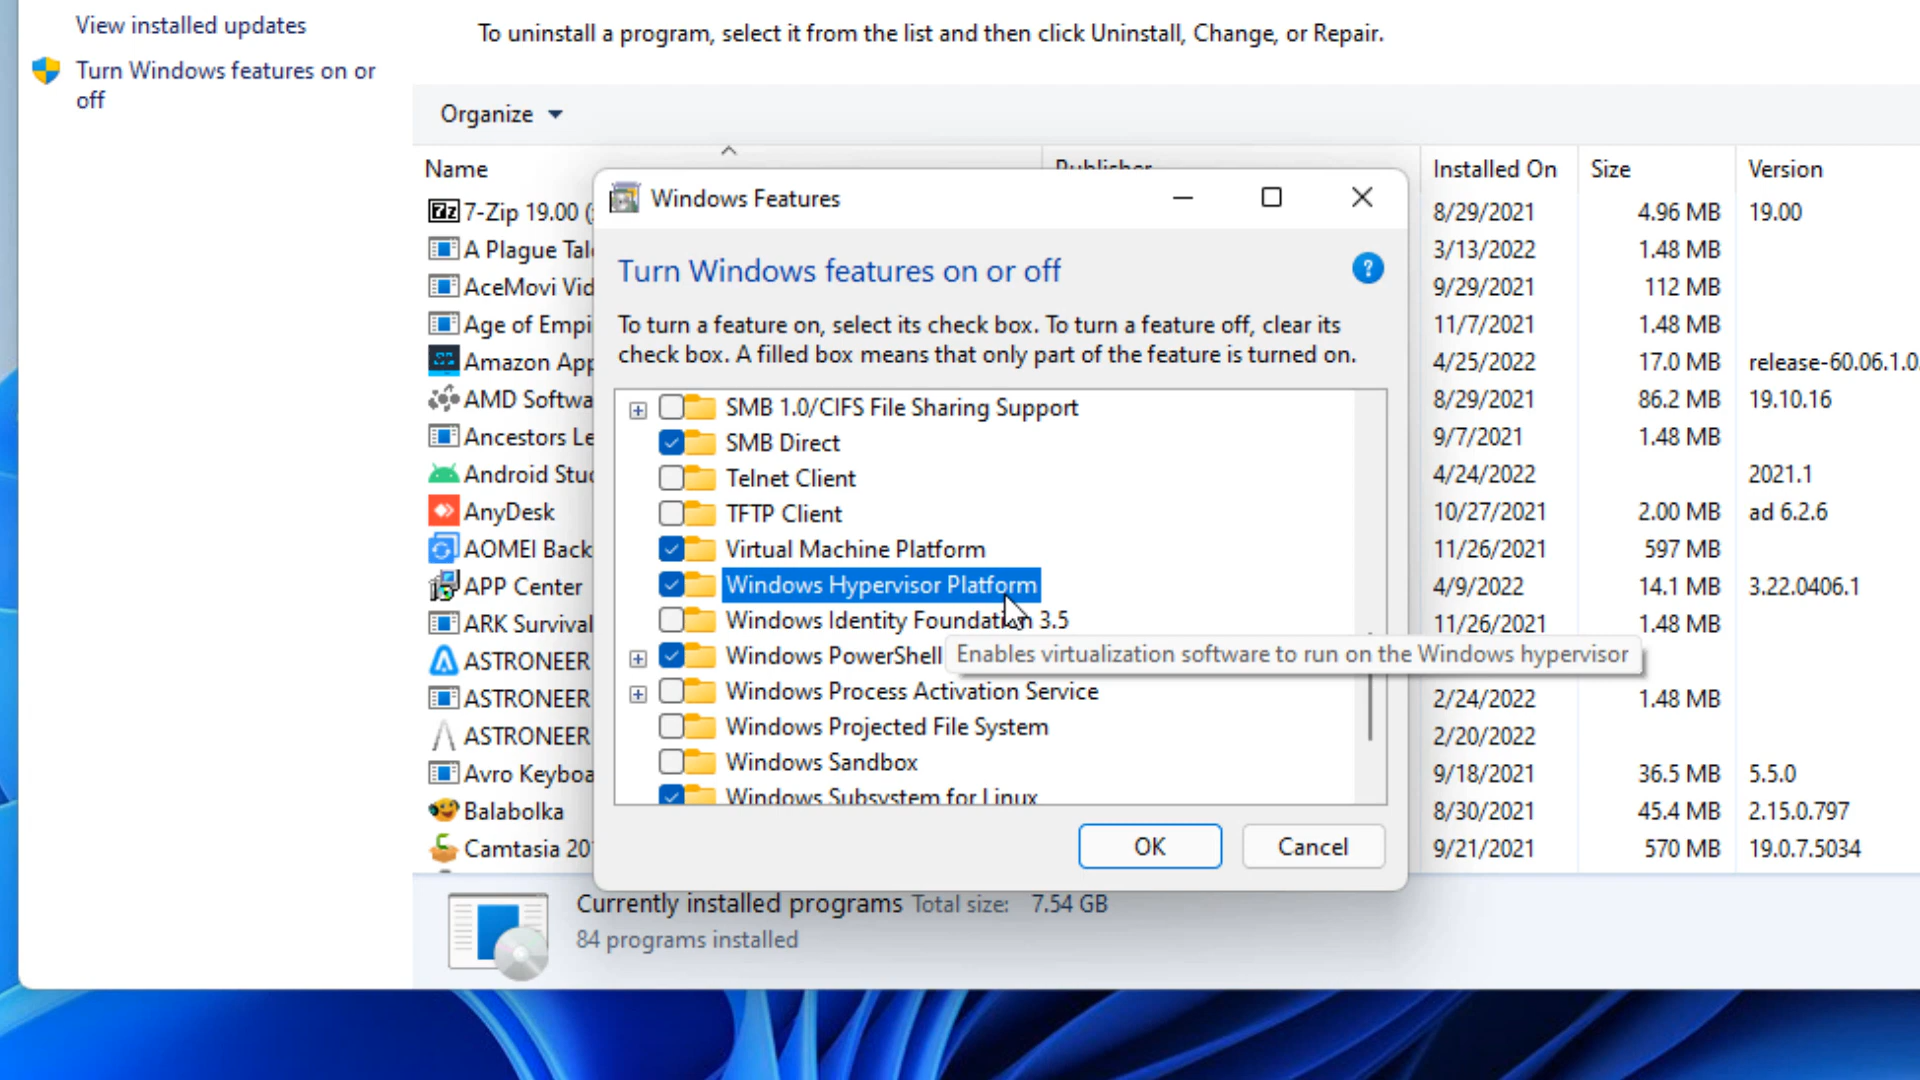 View installed updates
Turn Windows features on or
off
To uninstall a program, select it from the list and then click Uninstall, Change, or Repair.
Organize
Name Publisher Installed On Size Version
7-Zip 19.00 ( 8/29/2021 4.96 MB 19.00
A Plague Tal 3/13/2022 1.48 MB
AceMovi Vid 9/29/2021 112 MB
Age of Empi 11/7/2021 1.48 MB
Amazon App 4/25/2022 17.0 MB release-60.06.1.0
AMD Softwa 8/29/2021 86.2 MB 19.10.16
Ancestors Le 9/7/2021 1.48 MB
Android Stu 4/24/2022 2021.1
AnyDesk 10/27/2021 2.00 MB ad 6.2.6
AOMEI Back 11/26/2021 597 MB
APP Center 4/9/2022 14.1 MB 3.22.0406.1
ARK Survival 11/26/2021 1.48 MB
ASTRONEER
ASTRONEER 2/24/2022 1.48 MB
ASTRONEER 2/20/2022
Avro Keyboa 9/18/2021 36.5 MB 5.5.0
Balabolka 8/30/2021 45.4 MB 2.15.0.797
Camtasia 20 9/21/2021 570 MB 19.0.7.5034
Windows Features
Turn Windows features on or off
?
To turn a feature on, select its check box. To turn a feature off, clear its
check box. A filled box means that only part of the feature is turned on.
SMB 1.0/CIFS File Sharing Support
SMB Direct
Telnet Client
TFTP Client
Virtual Machine Platform
Windows Hypervisor Platform
Windows Identity Foundation 3.5
Windows PowerShell
Enables virtualization software to run on the Windows hypervisor
Windows Process Activation Service
Windows Projected File System
Windows Sandbox
Windows Subsystem for Linux
OK Cancel
Currently installed programs Total size: 7.54 GB
84 programs installed